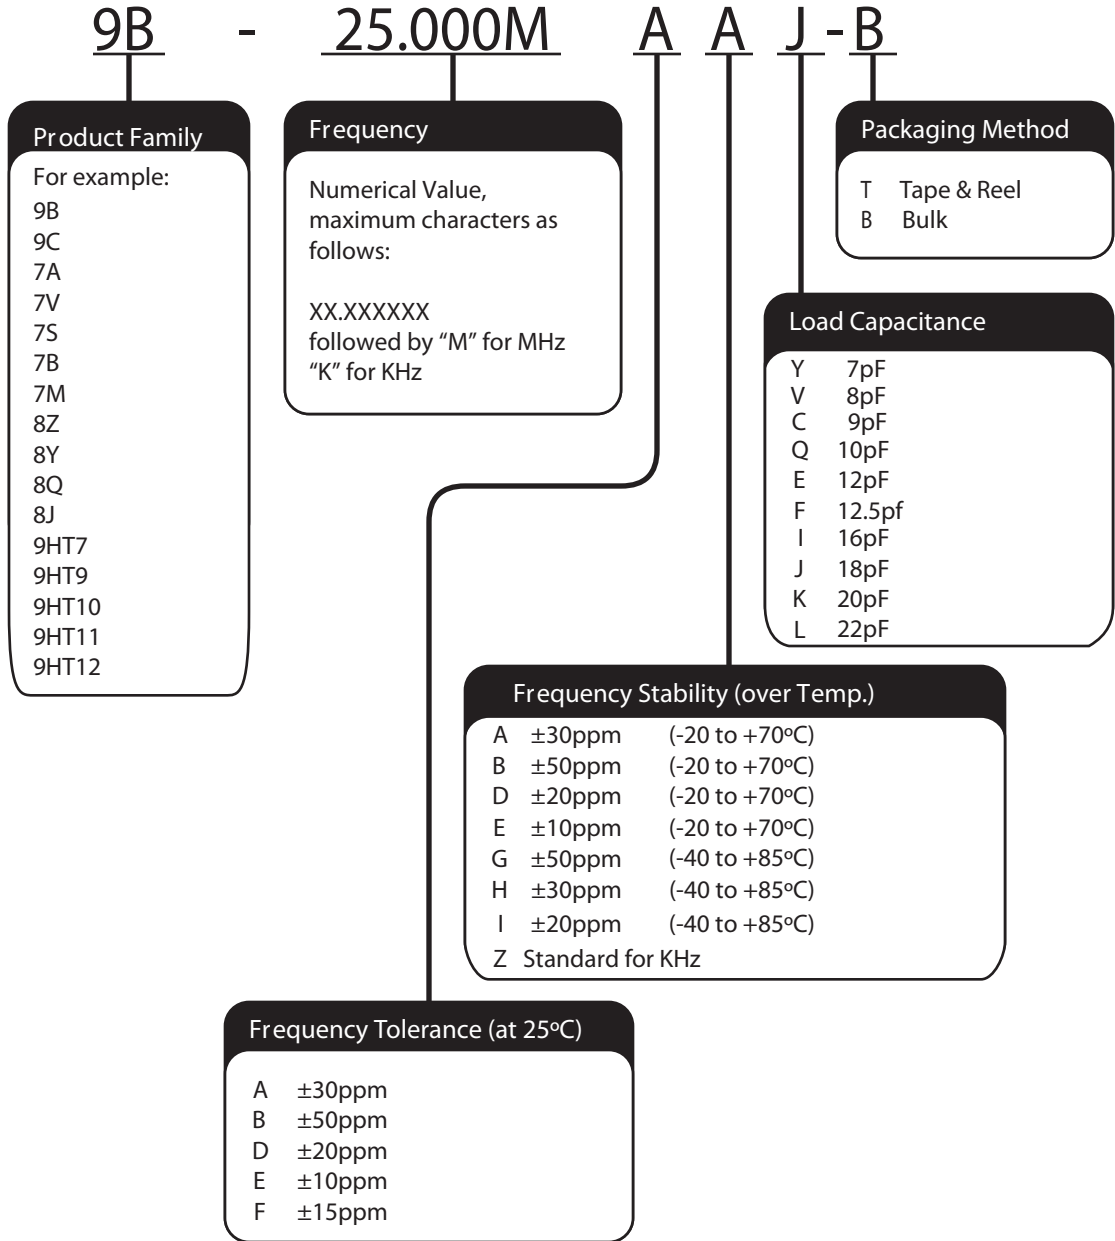 9B - 25.000M A A J - B
Product Family
For example:
9B
9C
7A
7V
7S
7B
7M
8Z
8Y
8Q
8J
9HT7
9HT9
9HT10
9HT11
9HT12
Frequency
Numerical Value,
maximum characters as
follows:
XX.XXXXXX
followed by “M” for MHz
“K” for KHz
Packaging Method
T Tape & Reel
B Bulk
Load Capacitance
Y 7pF
V 8pF
C 9pF
Q 10pF
E 12pF
F 12.5pf
I 16pF
J 18pF
K 20pF
L 22pF
Frequency Stability (over Temp.)
A ±30ppm (-20 to +70ºC)
B ±50ppm (-20 to +70ºC)
D ±20ppm (-20 to +70ºC)
E ±10ppm (-20 to +70ºC)
G ±50ppm (-40 to +85ºC)
H ±30ppm (-40 to +85ºC)
I ±20ppm (-40 to +85ºC)
Z Standard for KHz
Frequency Tolerance (at 25ºC)
A ±30ppm
B ±50ppm
D ±20ppm
E ±10ppm
F ±15ppm